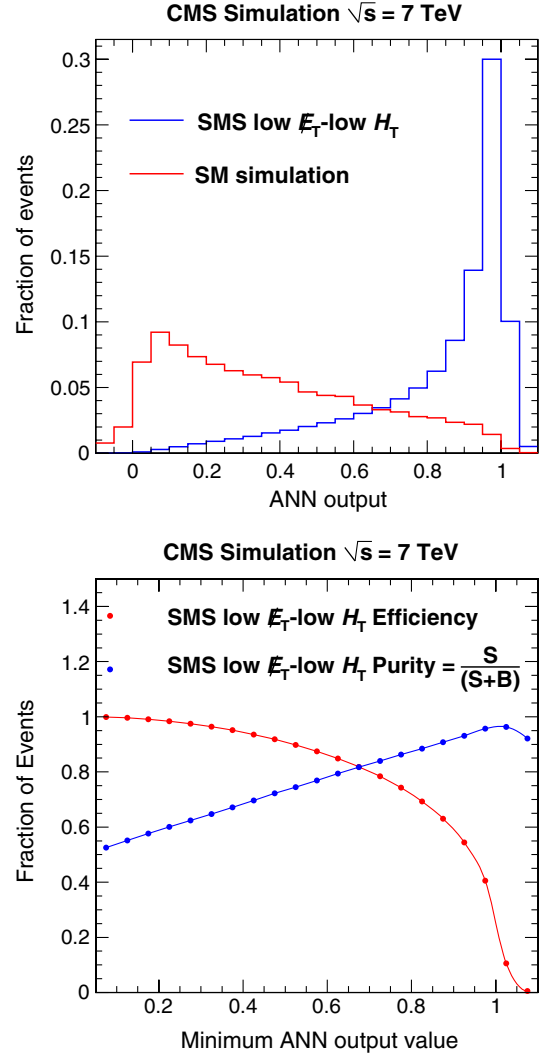 CMS Simulation √s = 7 TeV
Fraction of events
0.3
0.25
0.2
0.15
0.1
0.05
0
SMS low E̸T-low HT
SM simulation
0 0.2 0.4 0.6 0.8 1
ANN output
CMS Simulation √s = 7 TeV
Fraction of Events
1.4
1.2
1
0.8
0.6
0.4
0.2
0
SMS low E̸T-low HT Efficiency
SMS low E̸T-low HT Purity = S/(S+B)
0.2 0.4 0.6 0.8 1
Minimum ANN output value